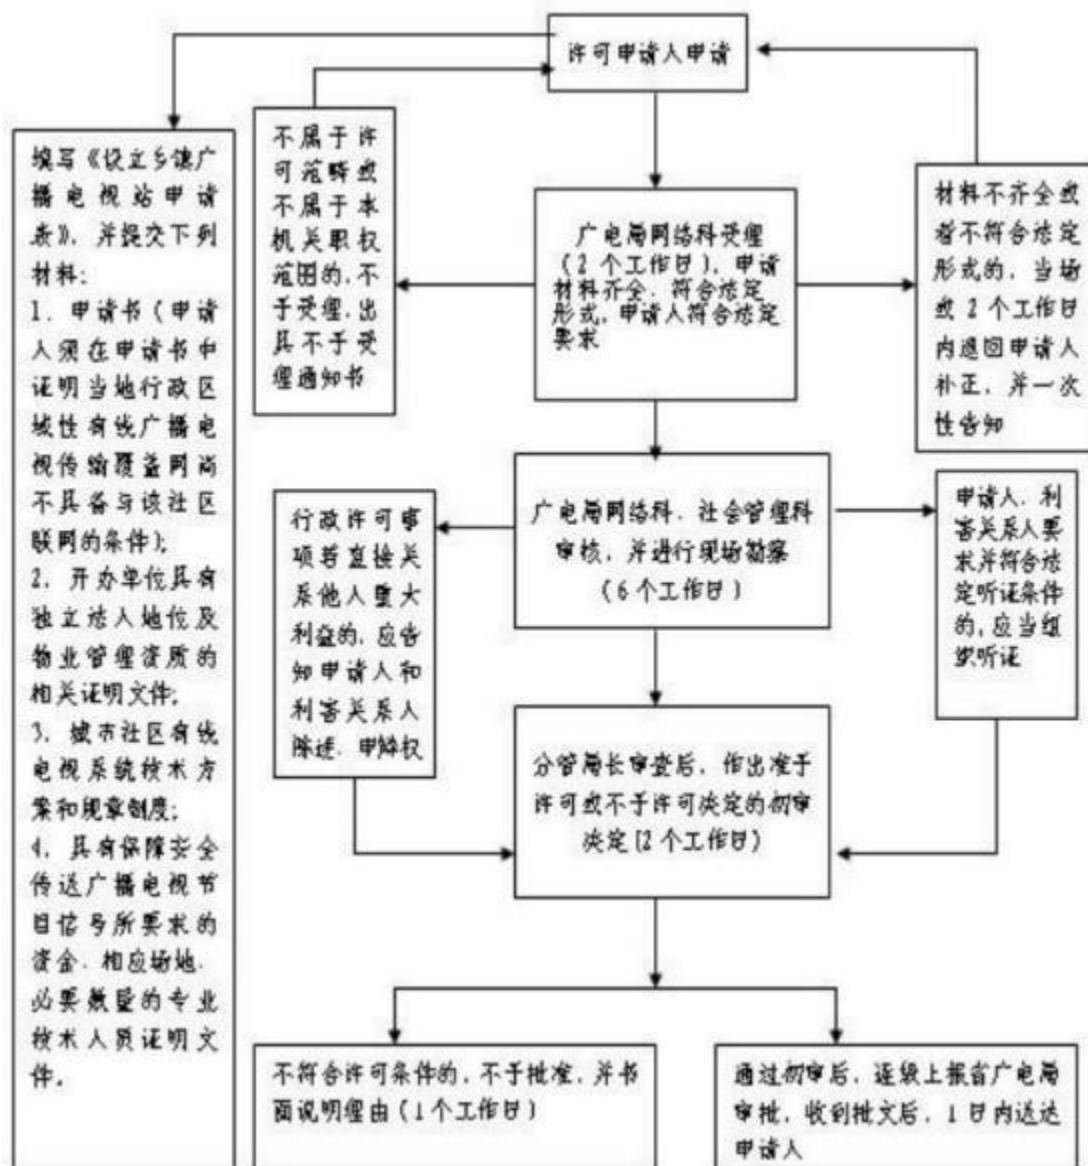 许可申请人申请
填写《设立乡镇广
播电视站申请
表》，并提交下列
材料：
1、申请书（申请
人须在申请书中
证明当地行政区
域性有线广播电
视传输覆盖网尚
不具备与该社区
联网的条件）；
2、开办单位具有
独立法人地位及
物业管理资质的
相关证明文件；
3、城市社区有线
电视系统技术方
案和规章制度；
4、具有保障安全
传送广播电视节
目信号所要求的
资金、相应场地、
必要数量的专业
技术人员证明文
件。
不属于许
可范畴或
不属于本
机关职权
范围的，不
予受理，出
具不予受
理通知书
广电局网络科受理
（2个工作日），申请
材料齐全、符合法定
形式，申请人符合法定
要求
材料不齐全或
者不符合法定
形式的，当场
或2个工作日
内退回申请人
补正，并一次
性告知
行政许可事
项若直接关
系他人重大
利益的，应告
知申请人和
利害关系人
陈述、申辩权
广电局网络科、社会管理科
审核，并进行现场勘察
（6个工作日）
申请人、利
害关系人要
求并符合法
定听证条件
的，应当组
织听证
分管局长审查后，作出准予
许可或不予许可决定的初审
决定（2个工作日）
不符合许可条件的，不予批准，并书
面说明理由（1个工作日）
通过初审后，逐级上报省广电局
审批，收到批文后，1日内送达
申请人